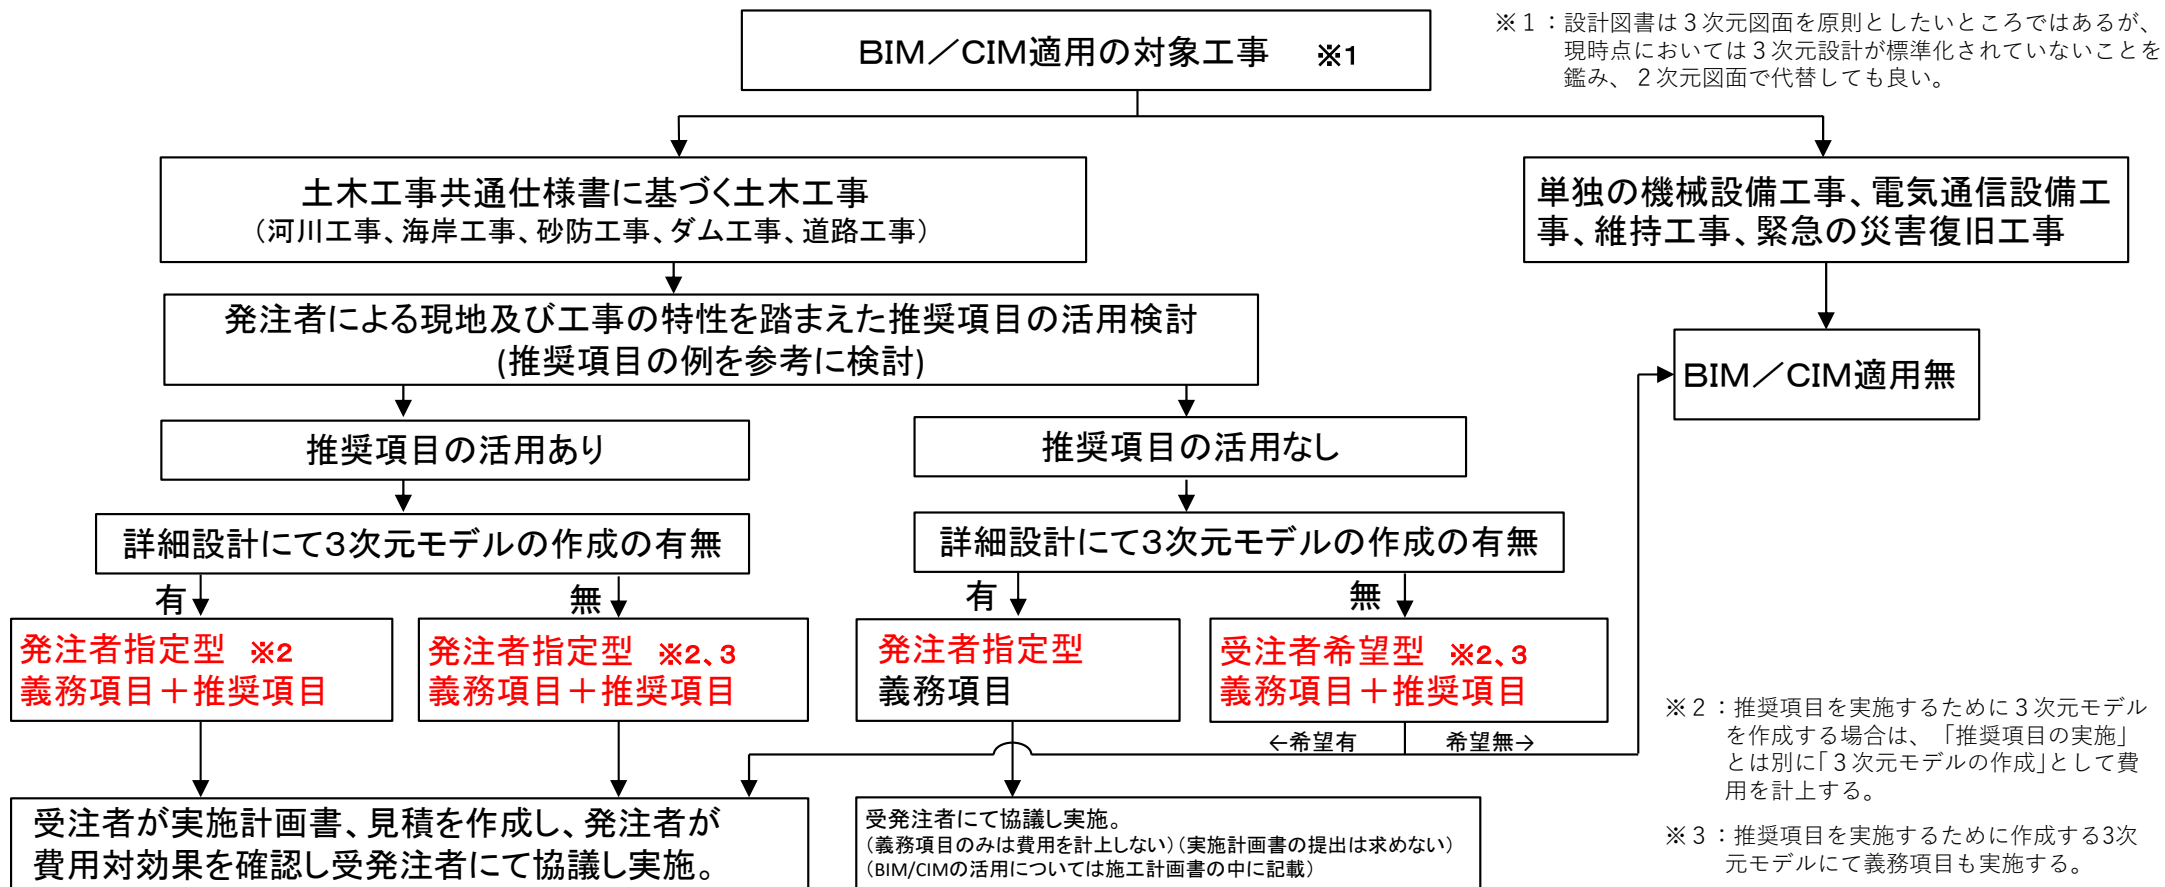 BIM／CIM適用の対象工事　※1
※１：設計図書は３次元図面を原則としたいところではあるが、
現時点においては３次元設計が標準化されていないことを
鑑み、２次元図面で代替しても良い。
土木工事共通仕様書に基づく土木工事
（河川工事、海岸工事、砂防工事、ダム工事、道路工事）
単独の機械設備工事、電気通信設備工
事、維持工事、緊急の災害復旧工事
発注者による現地及び工事の特性を踏まえた推奨項目の活用検討
(推奨項目の例を参考に検討)
BIM／CIM適用無
推奨項目の活用あり
推奨項目の活用なし
詳細設計にて3次元モデルの作成の有無
詳細設計にて3次元モデルの作成の有無
有
無
有
無
発注者指定型　※2
義務項目＋推奨項目
発注者指定型　※2、3
義務項目＋推奨項目
発注者指定型
義務項目
受注者希望型　※2、3
義務項目＋推奨項目
←希望有
希望無→
※２：推奨項目を実施するために３次元モデル
を作成する場合は、「推奨項目の実施」
とは別に「３次元モデルの作成」として費
用を計上する。
受注者が実施計画書、見積を作成し、発注者が
費用対効果を確認し受発注者にて協議し実施。
受発注者にて協議し実施。
（義務項目のみは費用を計上しない）（実施計画書の提出は求めない）
（BIM/CIMの活用については施工計画書の中に記載）
※３：推奨項目を実施するために作成する3次
元モデルにて義務項目も実施する。